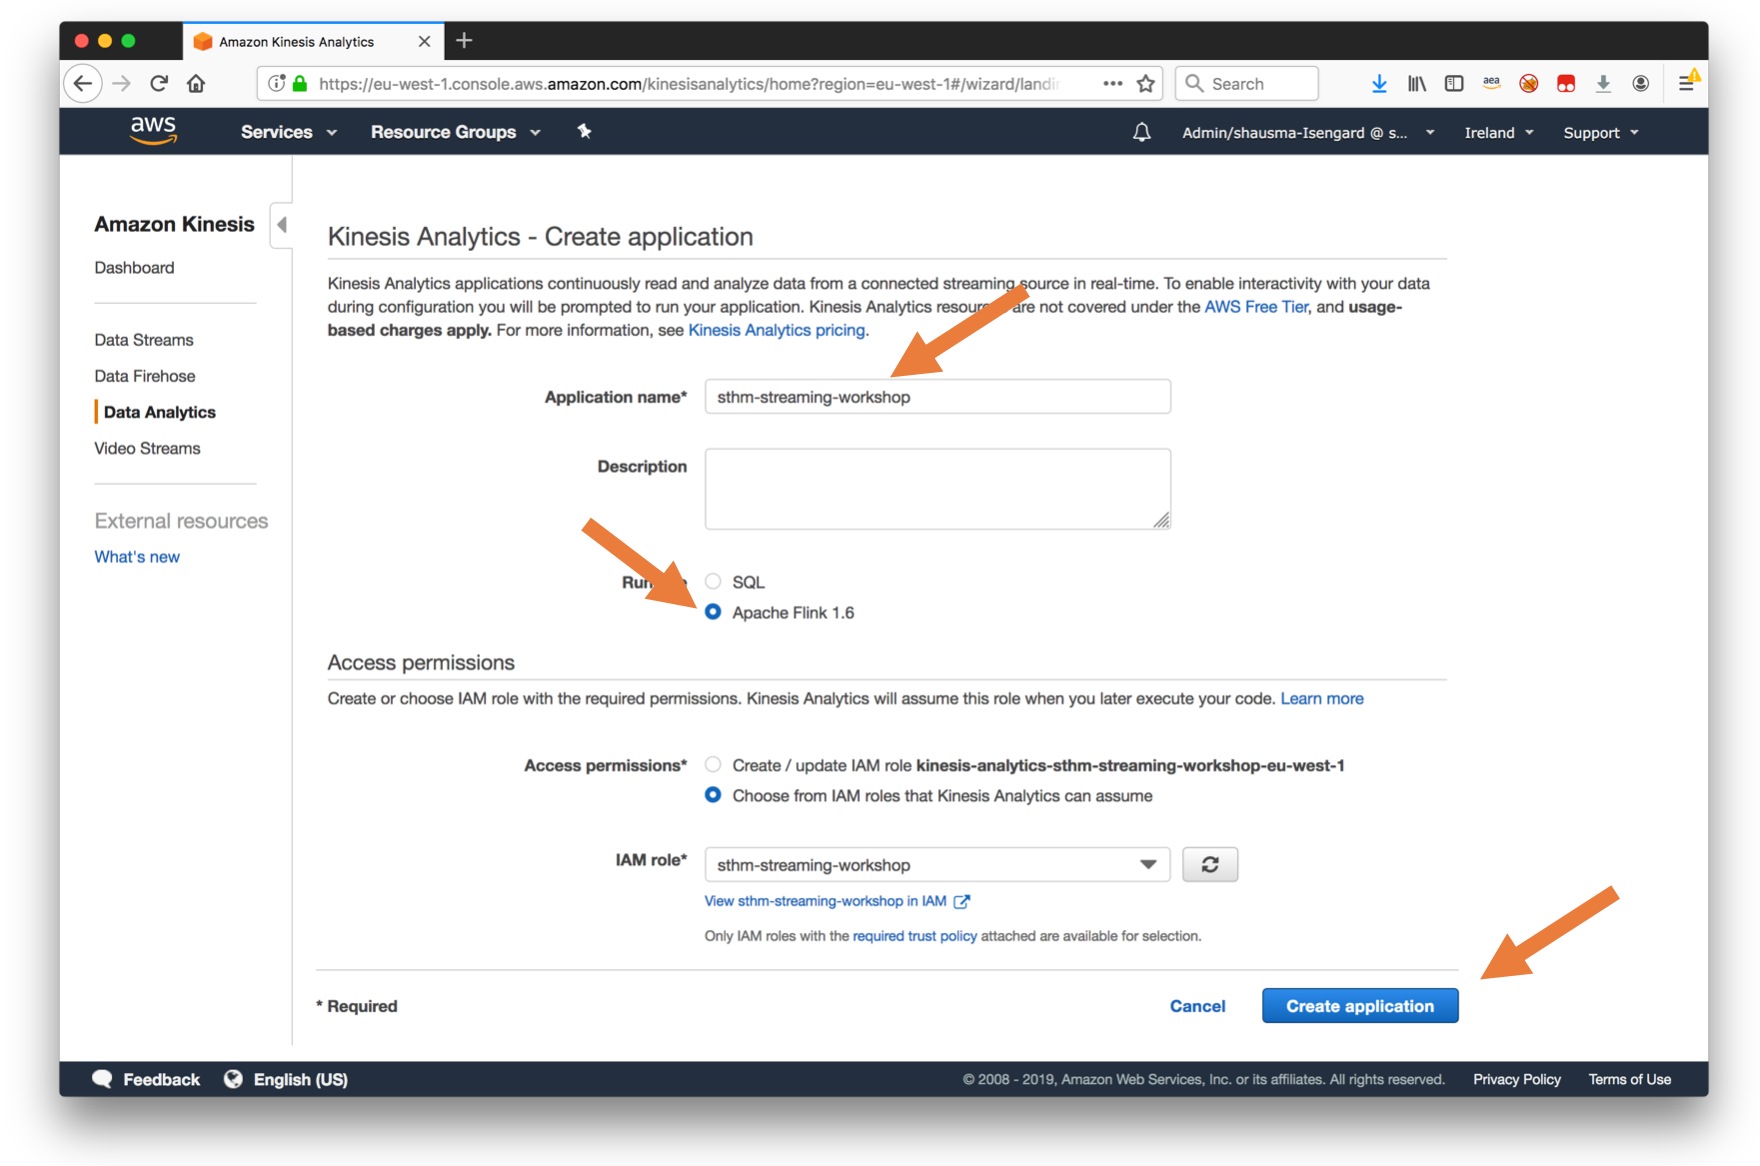 Amazon Kinesis Analytics
https://eu-west-1.console.aws.amazon.com/kinesisanalytics/home?region=eu-west-1#/wizard/landin
Search
aea
aws
Services
Resource Groups
Admin/shausma-Isengard @ s...
Ireland
Support
Amazon Kinesis
Dashboard
Data Streams
Data Firehose
Data Analytics
Video Streams
External resources
What's new
Kinesis Analytics - Create application
Kinesis Analytics applications continuously read and analyze data from a connected streaming source in real-time. To enable interactivity with your data
during configuration you will be prompted to run your application. Kinesis Analytics are not covered under the AWS Free Tier, and usage-
based charges apply. For more information, see Kinesis Analytics pricing.
Application name*
sthm-streaming-workshop
Description
SQL
Apache Flink 1.6
Access permissions
Create or choose IAM role with the required permissions. Kinesis Analytics will assume this role when you later execute your code. Learn more
Access permissions*
Create / update IAM role kinesis-analytics-sthm-streaming-workshop-eu-west-1
Choose from IAM roles that Kinesis Analytics can assume
IAM role*
sthm-streaming-workshop
View sthm-streaming-workshop in IAM
Only IAM roles with the required trust policy attached are available for selection.
* Required
Cancel
Create application
Feedback
English (US)
© 2008 - 2019, Amazon Web Services, Inc. or its affiliates. All rights reserved.
Privacy Policy
Terms of Use